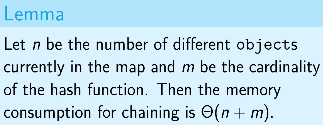 Lemma
Let n be the number of different objects
currently in the map and m be the cardinality
of the hash function. Then the memory
consumption for chaining is Θ(n + m).